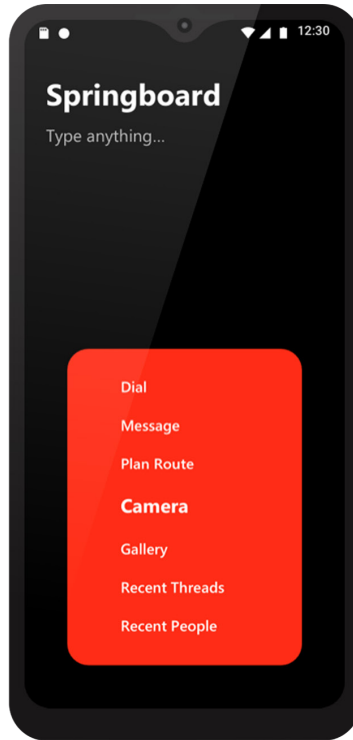 12:30
Springboard
Type anything...
Dial
Message
Plan Route
Camera
Gallery
Recent Threads
Recent People